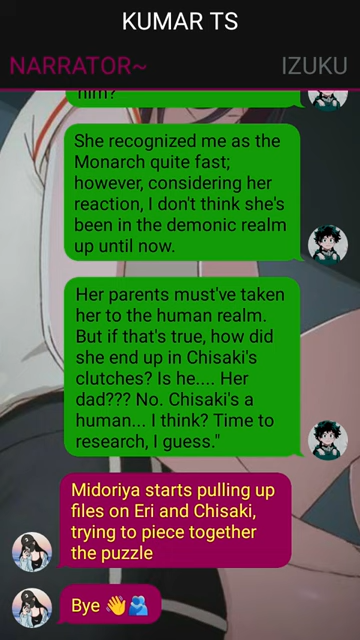 KUMAR TS
NARRATOR~
IZUKU
him?
She recognized me as the
Monarch quite fast;
however, considering her
reaction, I don't think she's
been in the demonic realm
up until now.
Her parents must've taken
her to the human realm.
But if that's true, how did
she end up in Chisaki's
clutches? Is he.... Her
dad??? No. Chisaki's a
human... I think? Time to
research, I guess."
Midoriya starts pulling up
files on Eri and Chisaki,
trying to piece together
the puzzle
Bye 👋🫂